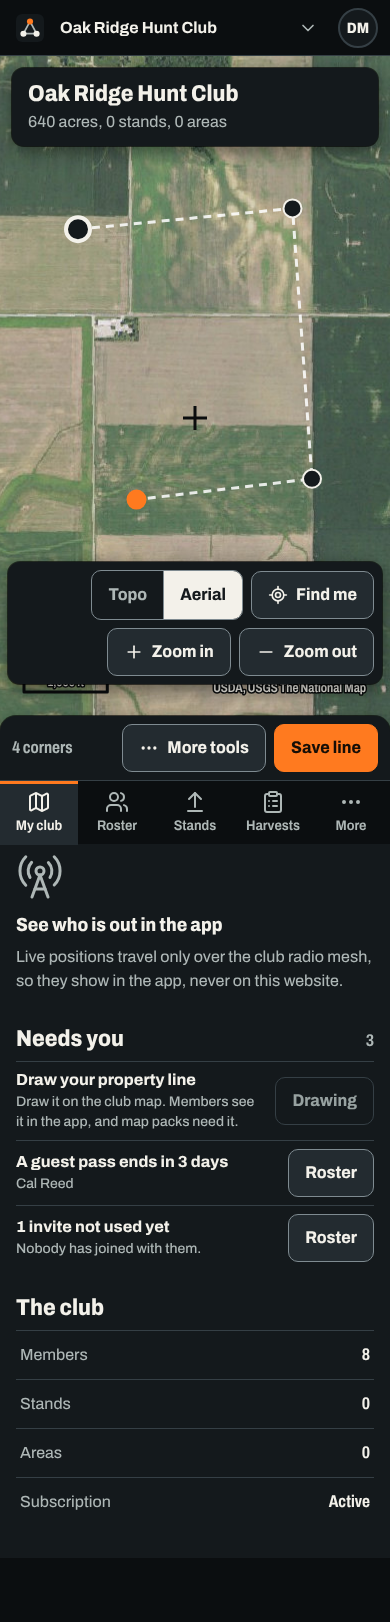 Oak Ridge Hunt Club
DM
Oak Ridge Hunt Club
640 acres, 0 stands, 0 areas
Topo
Aerial
Find me
Zoom in
Zoom out
USDA, USGS The National Map
4 corners
More tools
Save line
My club
Roster
Stands
Harvests
More
See who is out in the app
Live positions travel only over the club radio mesh,
so they show in the app, never on this website.
Needs you
3
Draw your property line
Draw it on the club map. Members see
it in the app, and map packs need it.
Drawing
A guest pass ends in 3 days
Cal Reed
Roster
1 invite not used yet
Nobody has joined with them.
Roster
The club
Members
8
Stands
0
Areas
0
Subscription
Active